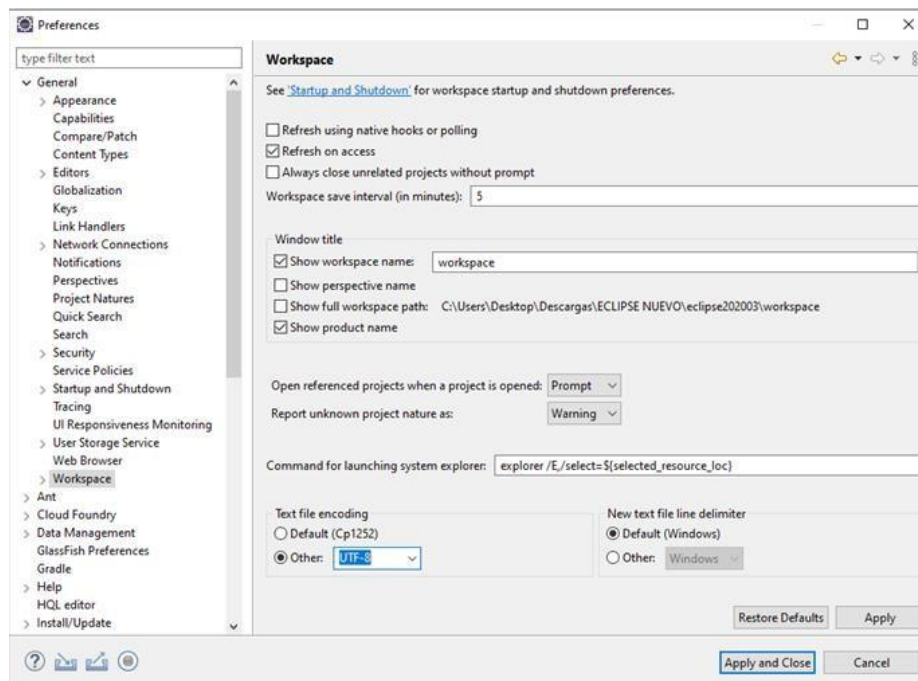 Preferences
type filter text
General
Appearance
Capabilities
Compare/Patch
Content Types
Editors
Globalization
Keys
Link Handlers
Network Connections
Notifications
Perspectives
Project Natures
Quick Search
Search
Security
Service Policies
Startup and Shutdown
Tracing
UI Responsiveness Monitoring
User Storage Service
Web Browser
Workspace
Ant
Cloud Foundry
Data Management
GlassFish Preferences
Gradle
Help
HQL editor
Install/Update
Workspace
See 'Startup and Shutdown' for workspace startup and shutdown preferences.
Refresh using native hooks or polling
Refresh on access
Always close unrelated projects without prompt
Workspace save interval (in minutes): 5
Window title
Show workspace name: workspace
Show perspective name
Show full workspace path: C:\Users\Desktop\Descargas\ECLIPSE NUEVO\eclipse202003\workspace
Show product name
Open referenced projects when a project is opened: Prompt
Report unknown project nature as: Warning
Command for launching system explorer: explorer /E,/select=${selected_resource_loc}
Text file encoding
Default (Cp1252)
Other: UTF-8
New text file line delimiter
Default (Windows)
Other: Windows
Restore Defaults Apply
Apply and Close Cancel